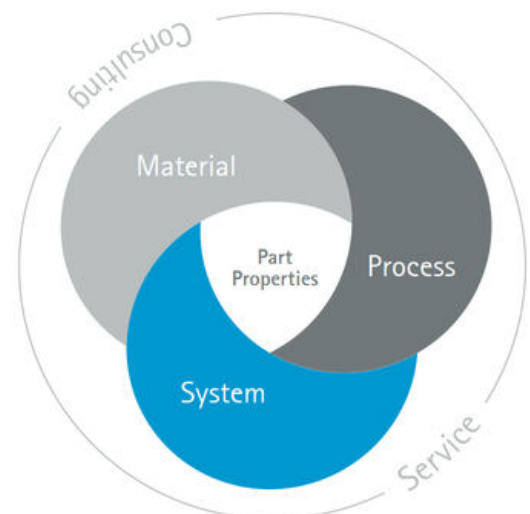 Consulting
Material
Part
Properties
Process
System
Service